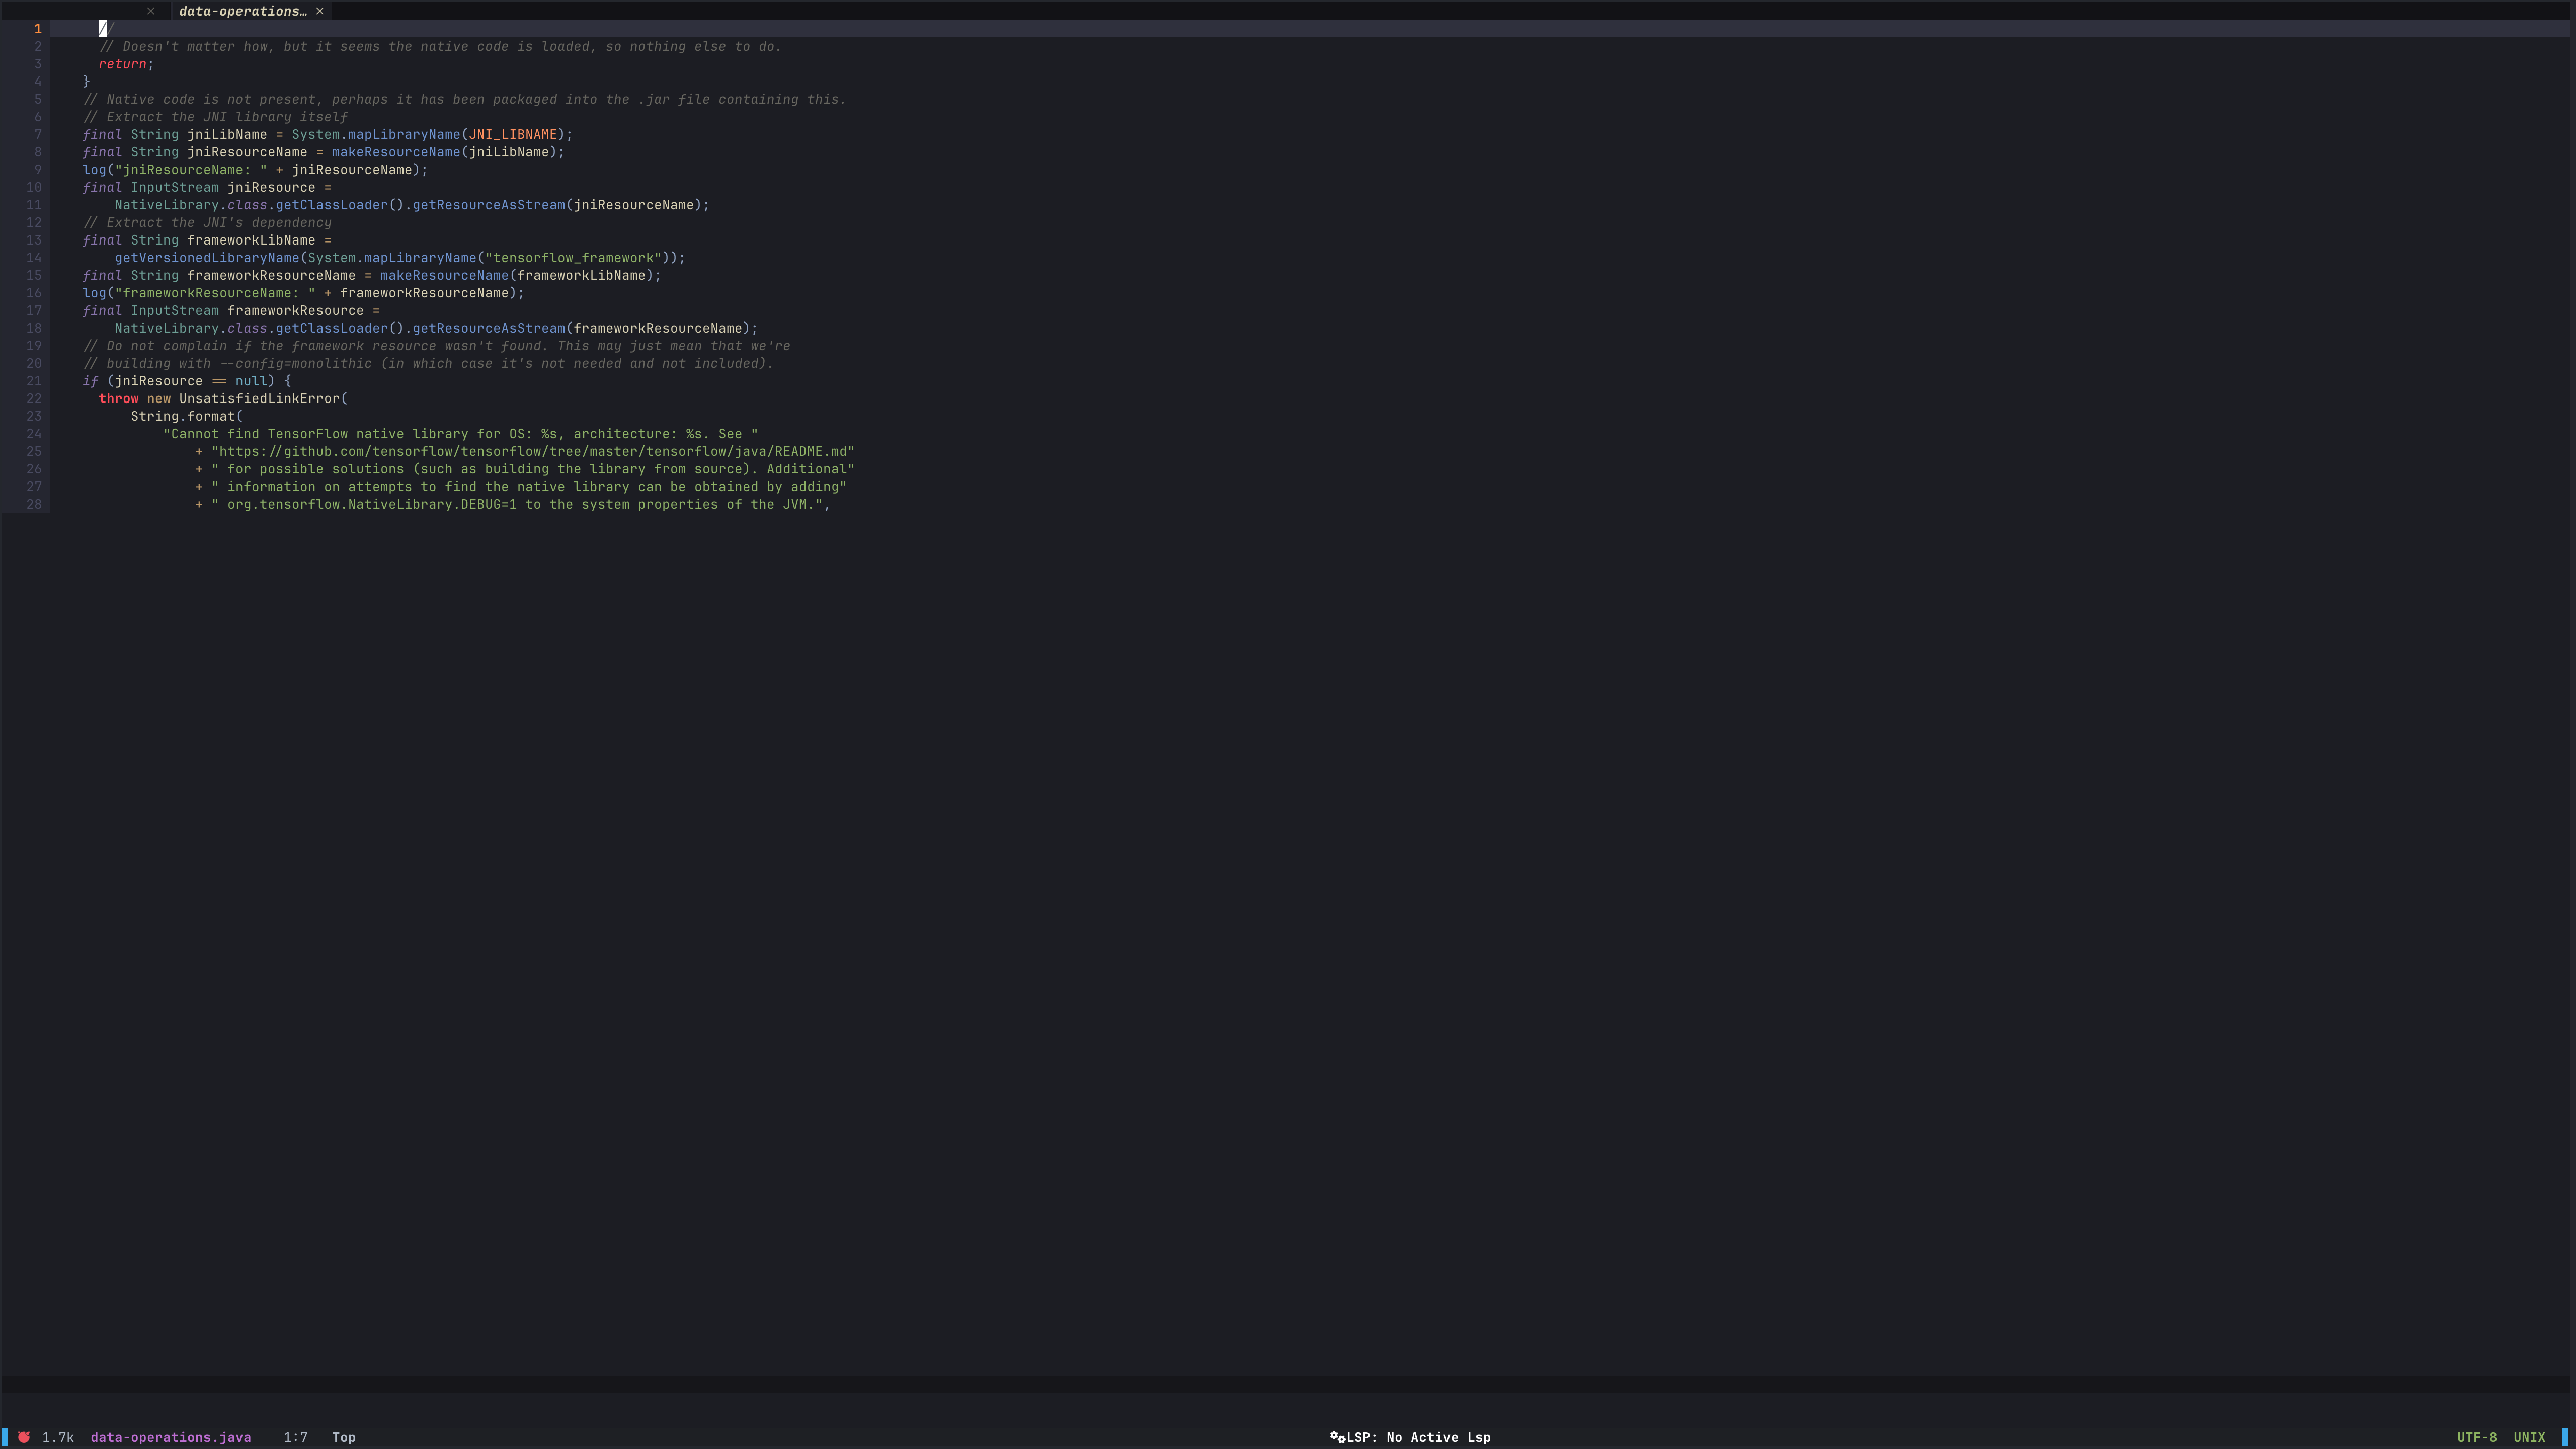 × data-operations… ×
1 //
2 // Doesn't matter how, but it seems the native code is loaded, so nothing else to do.
3 return;
4 }
5 // Native code is not present, perhaps it has been packaged into the .jar file containing this.
6 // Extract the JNI library itself
7 final String jniLibName = System.mapLibraryName(JNI_LIBNAME);
8 final String jniResourceName = makeResourceName(jniLibName);
9 log("jniResourceName: " + jniResourceName);
10 final InputStream jniResource =
11 NativeLibrary.class.getClassLoader().getResourceAsStream(jniResourceName);
12 // Extract the JNI's dependency
13 final String frameworkLibName =
14 getVersionedLibraryName(System.mapLibraryName("tensorflow_framework"));
15 final String frameworkResourceName = makeResourceName(frameworkLibName);
16 log("frameworkResourceName: " + frameworkResourceName);
17 final InputStream frameworkResource =
18 NativeLibrary.class.getClassLoader().getResourceAsStream(frameworkResourceName);
19 // Do not complain if the framework resource wasn't found. This may just mean that we're
20 // building with --config=monolithic (in which case it's not needed and not included).
21 if (jniResource == null) {
22 throw new UnsatisfiedLinkError(
23 String.format(
24 "Cannot find TensorFlow native library for OS: %s, architecture: %s. See "
25 + "https://github.com/tensorflow/tensorflow/tree/master/tensorflow/java/README.md"
26 + " for possible solutions (such as building the library from source). Additional"
27 + " information on attempts to find the native library can be obtained by adding"
28 + " org.tensorflow.NativeLibrary.DEBUG=1 to the system properties of the JVM.",
1.7k data-operations.java 1:7 Top LSP: No Active Lsp UTF-8 UNIX